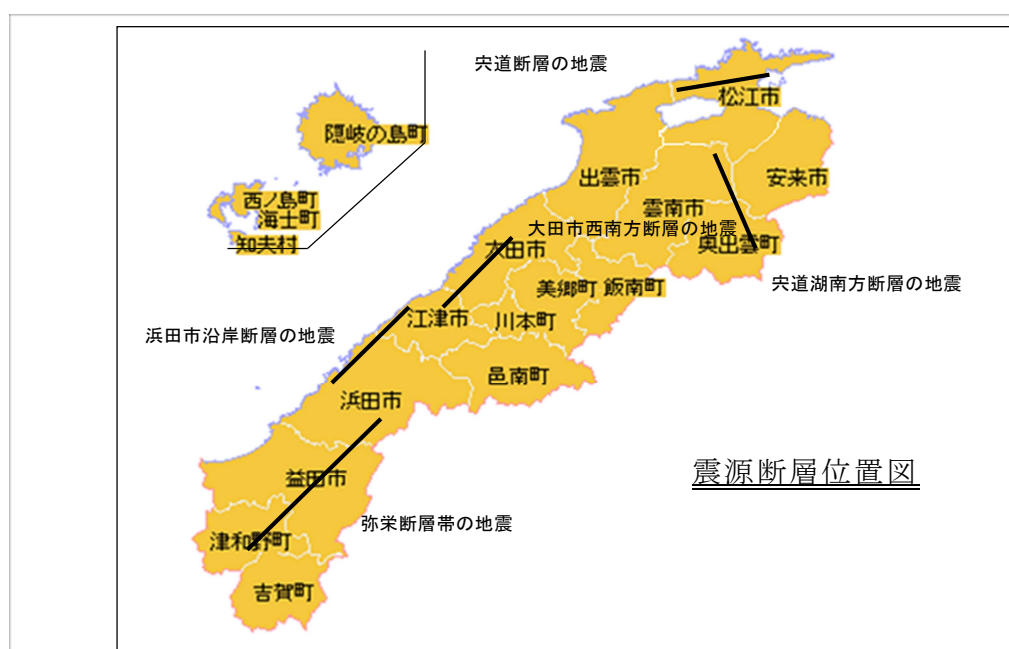 宍道断層の地震
松江市
隠岐の島町
出雲市
安来市
西ノ島町
海士町
知夫村
雲南市
大田市西南方断層の地震
大田市
奥出雲町
美郷町
飯南町
宍道湖南方断層の地震
江津市
川本町
浜田市沿岸断層の地震
邑南町
浜田市
震源断層位置図
益田市
弥栄断層帯の地震
津和野町
吉賀町